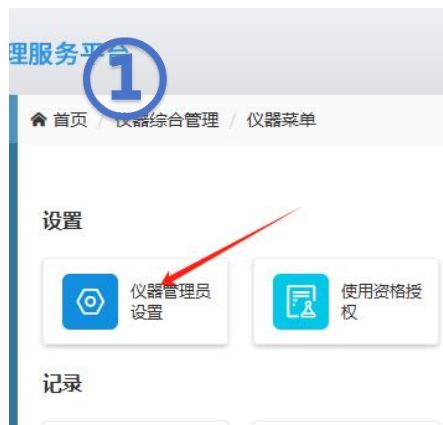 理服务平台
①
首页 / 仪器综合管理 / 仪器菜单
设置
仪器管理员
设置
使用资格授
权
记录